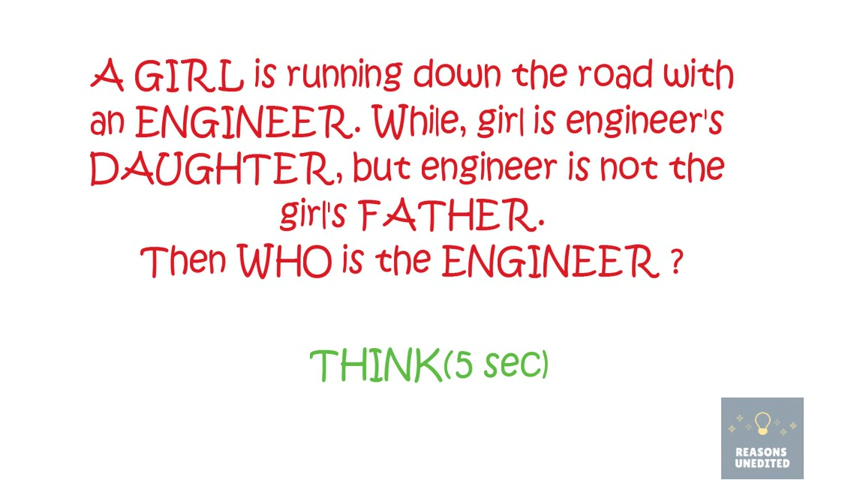 A GIRL is running down the road with
an ENGINEER. While, girl is engineer's
DAUGHTER, but engineer is not the
girl's FATHER.
Then WHO is the ENGINEER ?
THINK(5 sec)
REASONS
UNEDITED